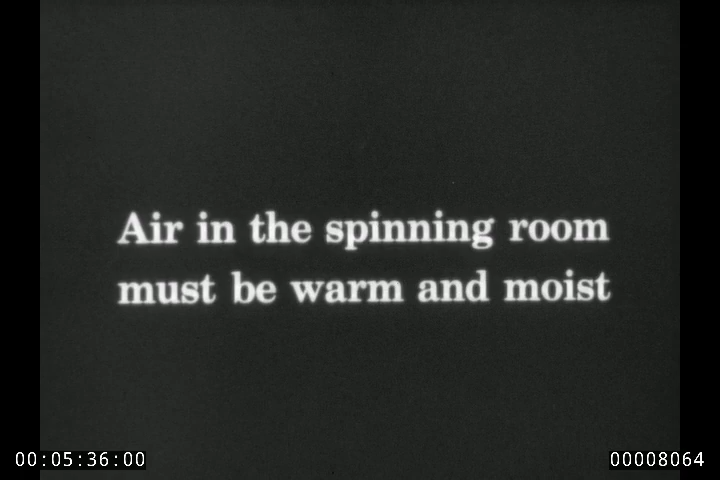 Air in the spinning room
must be warm and moist
00:05:36:00
00008064